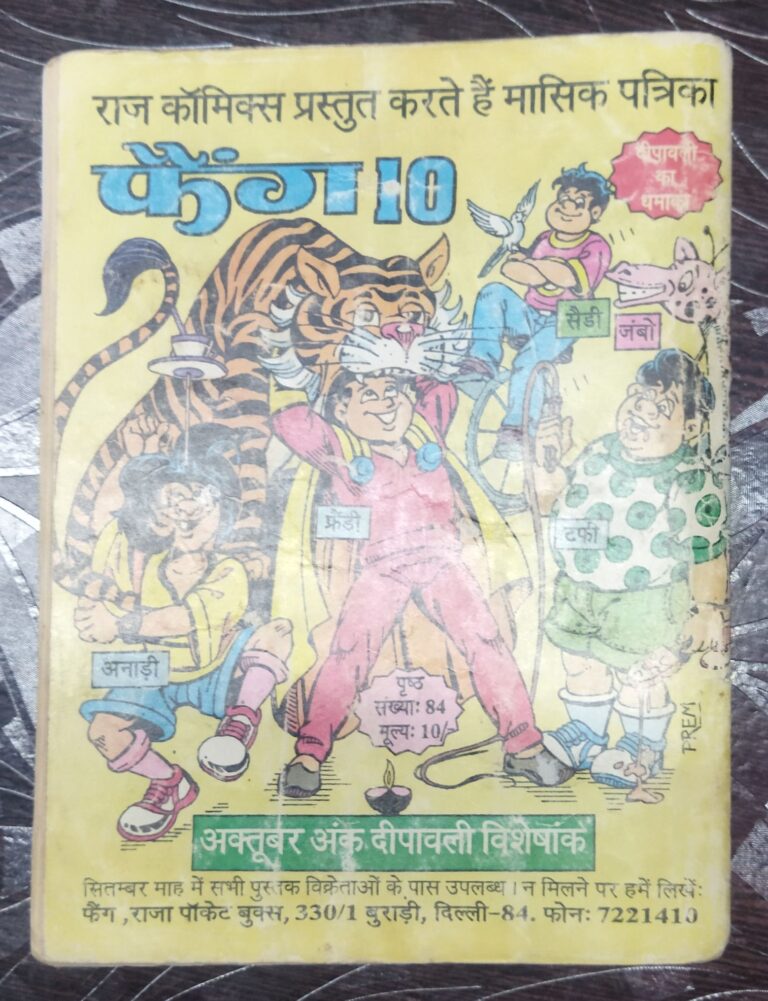 राज कॉमिक्स प्रस्तुत करते हैं मासिक पत्रिका
फैंग 10
दीपावली
का
धमाका
सैडी
जंबो
फ्रेंडी
टफी
अनाड़ी
पृष्ठ
संख्या: 84
मूल्य: 10/-
PREM
अक्तूबर अंक दीपावली विशेषांक
सितम्बर माह में सभी पुस्तक विक्रेताओं के पास उपलब्ध। न मिलने पर हमें लिखें:
फैंग, राजा पॉकेट बुक्स, 330/1 बुराड़ी, दिल्ली-84. फोन: 7221410